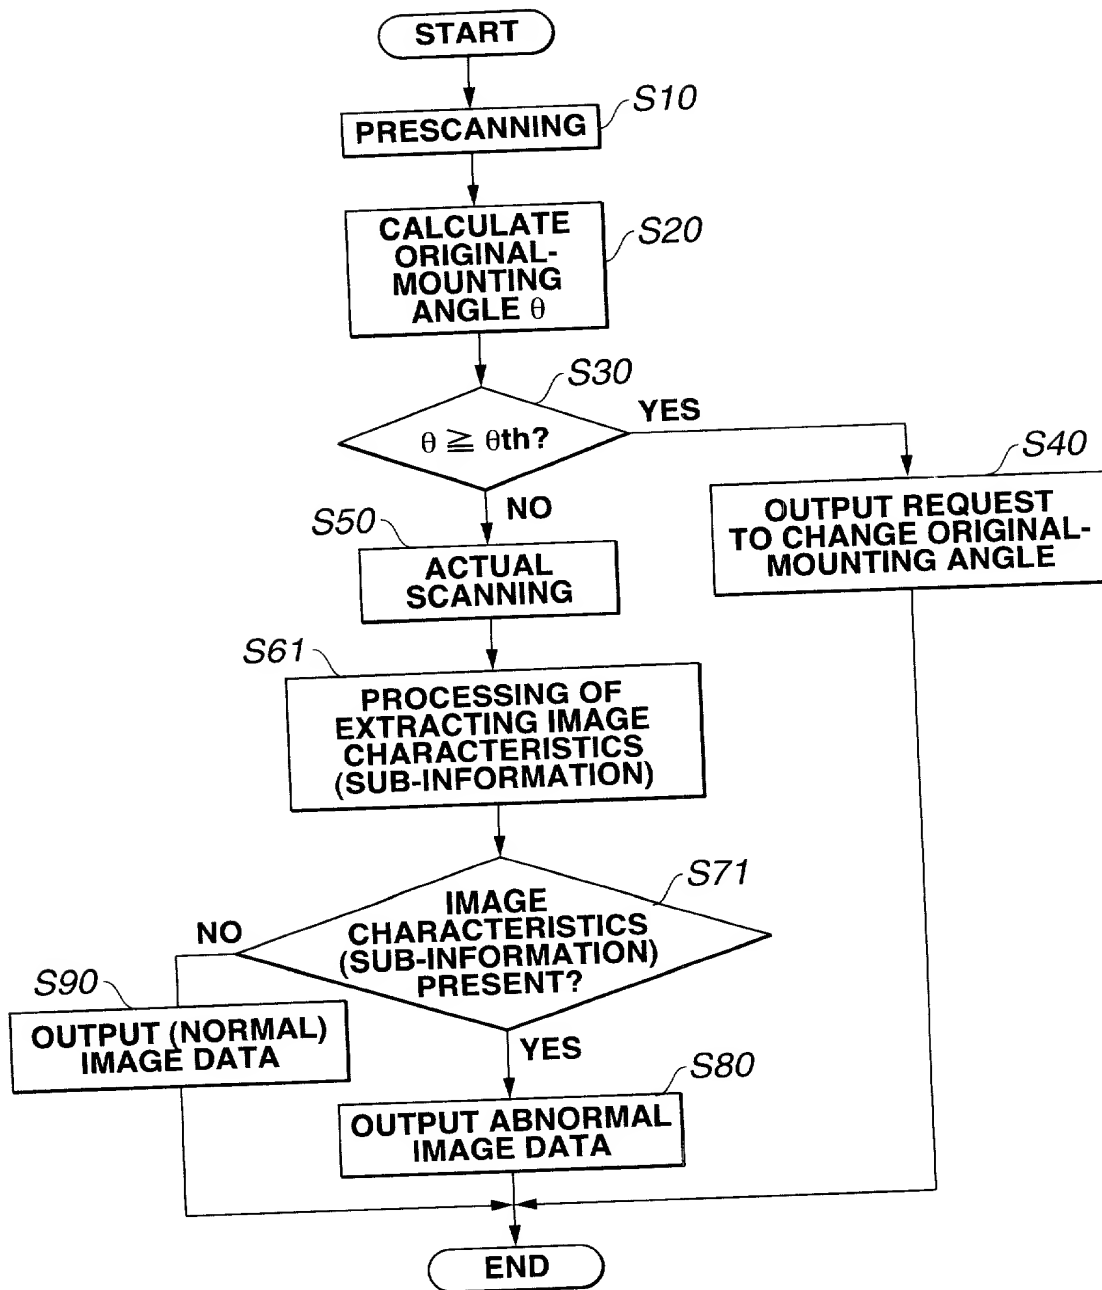 START
S10
PRESCANNING
S20
CALCULATE
ORIGINAL-
MOUNTING
ANGLE θ
S30
θ ≧ θth?
YES
NO
S40
OUTPUT REQUEST
TO CHANGE ORIGINAL-
MOUNTING ANGLE
S50
ACTUAL
SCANNING
S61
PROCESSING OF
EXTRACTING IMAGE
CHARACTERISTICS
(SUB-INFORMATION)
S71
IMAGE
CHARACTERISTICS
(SUB-INFORMATION)
PRESENT?
NO
YES
S90
OUTPUT (NORMAL)
IMAGE DATA
S80
OUTPUT ABNORMAL
IMAGE DATA
END